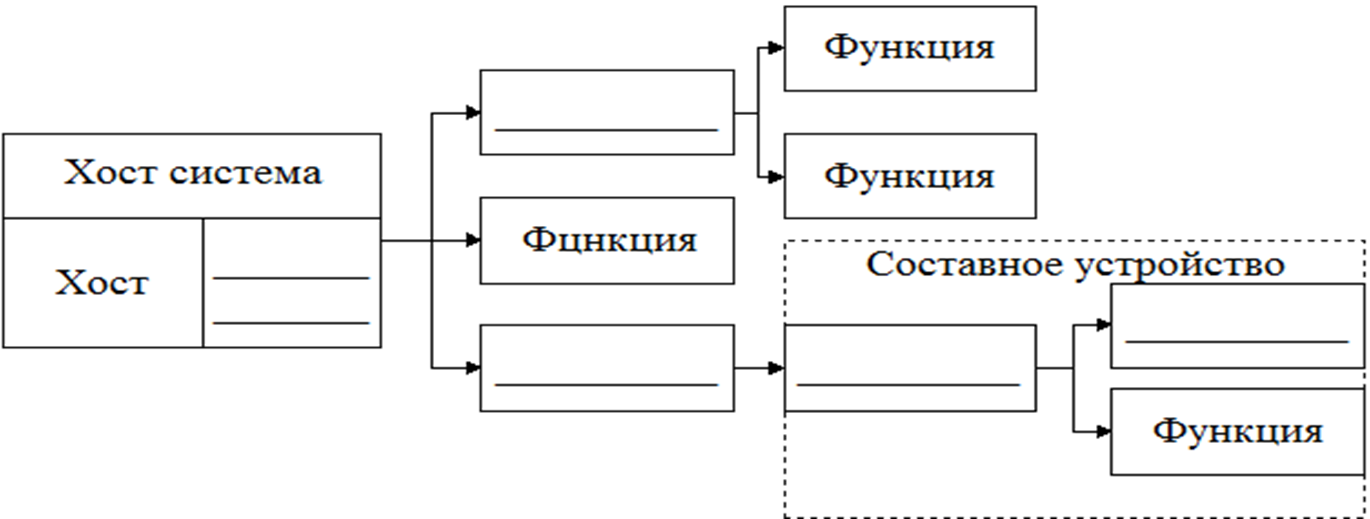 Функция
Хост система
Функция
Хост
Фцнкция
Составное устройство
Функция